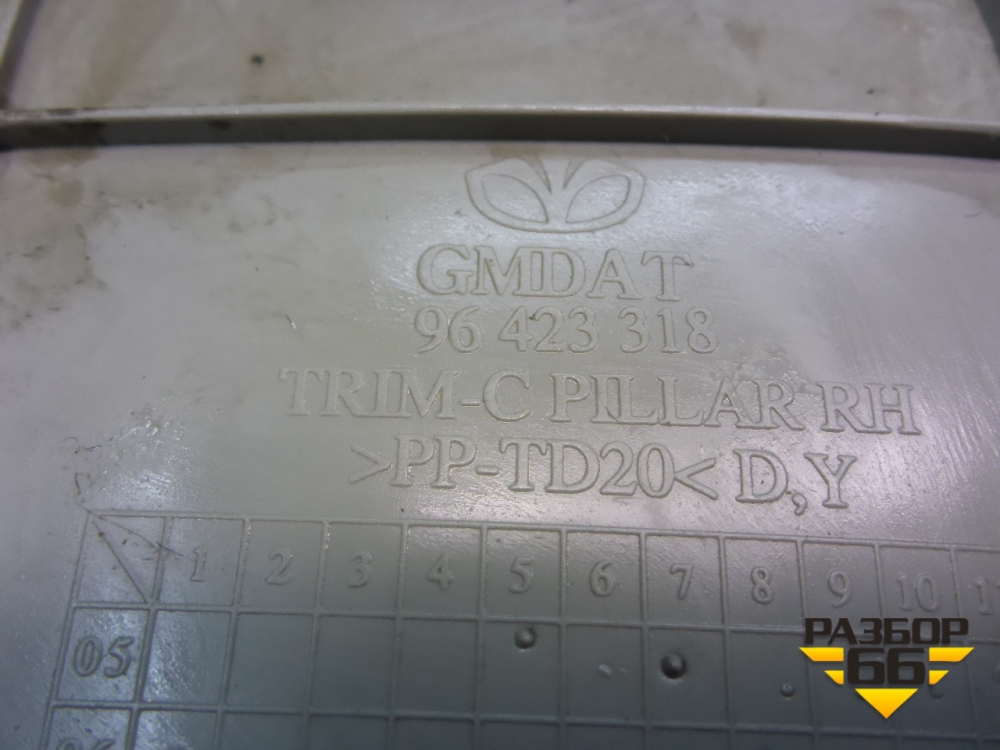 GMDAT
96 423 318
TRIM-C PILLAR RH
>PP-TD20< D,Y
1 2 3 4 5 6 7 8 9 10
05
РАЗБОР
66